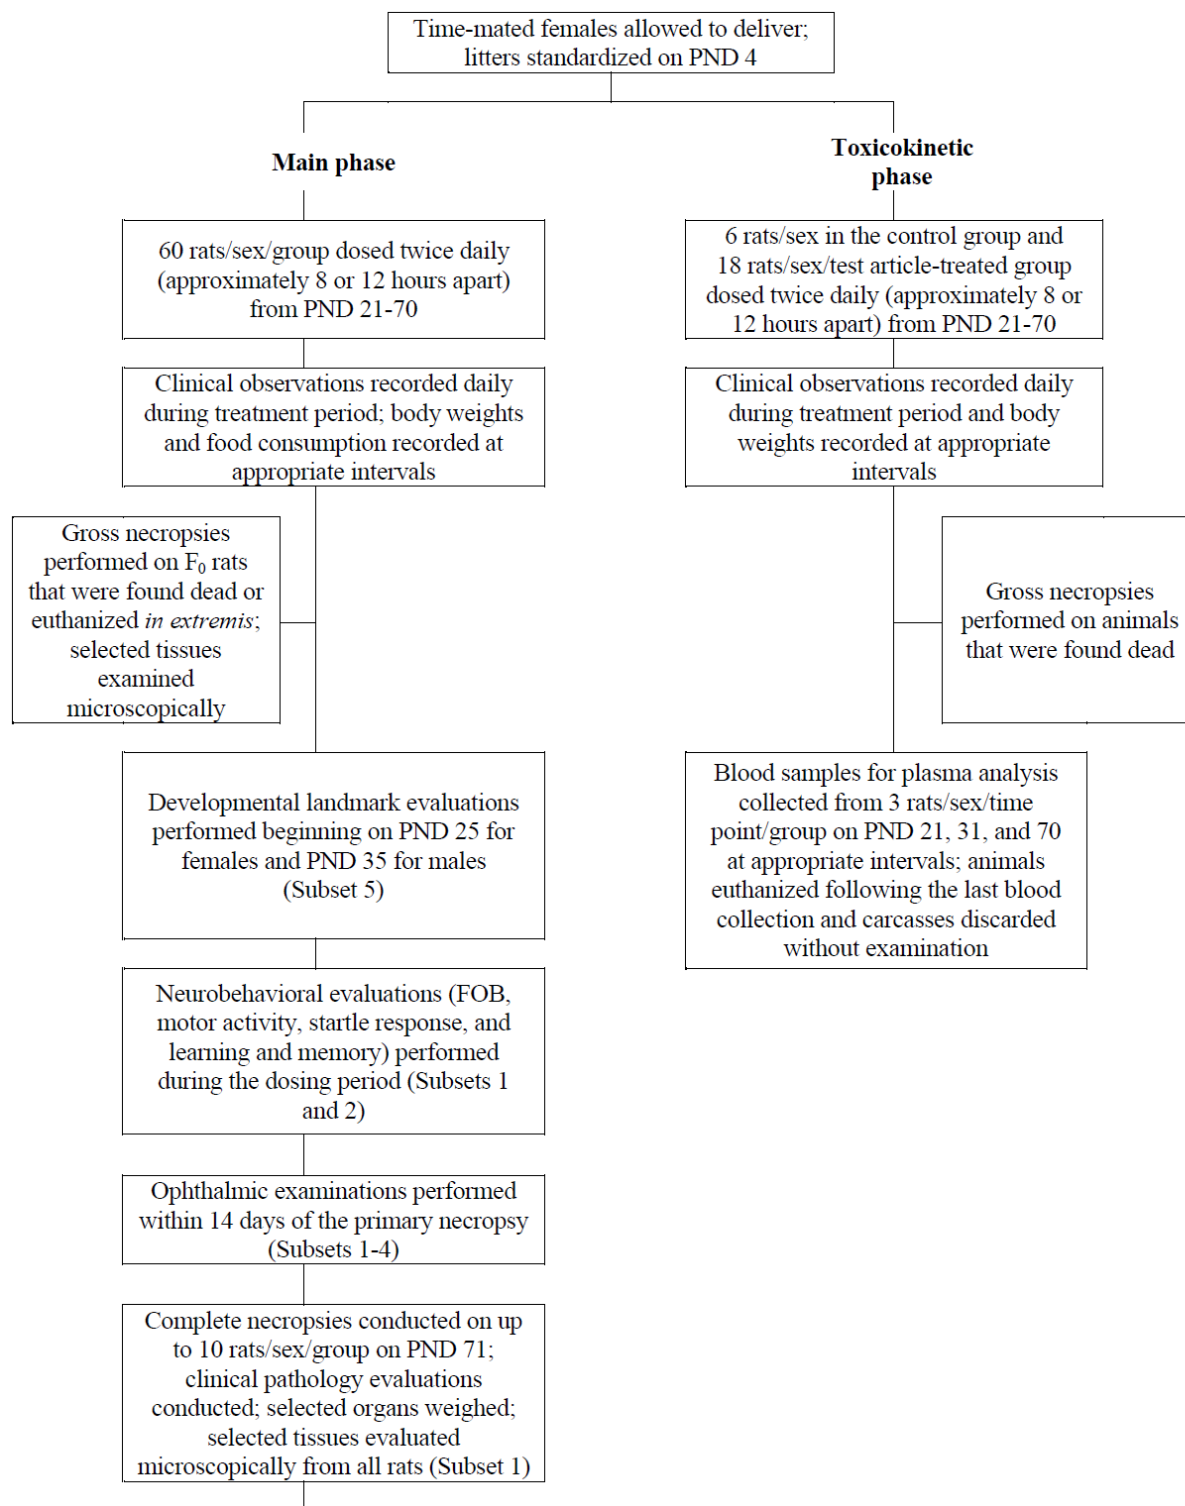 Time-mated females allowed to deliver;
litters standardized on PND 4
Main phase
60 rats/sex/group dosed twice daily
(approximately 8 or 12 hours apart)
from PND 21-70
Clinical observations recorded daily
during treatment period; body weights
and food consumption recorded at
appropriate intervals
Gross necropsies
performed on F₀ rats
that were found dead or
euthanized in extremis;
selected tissues
examined
microscopically
Developmental landmark evaluations
performed beginning on PND 25 for
females and PND 35 for males
(Subset 5)
Neurobehavioral evaluations (FOB,
motor activity, startle response, and
learning and memory) performed
during the dosing period (Subsets 1
and 2)
Ophthalmic examinations performed
within 14 days of the primary necropsy
(Subsets 1-4)
Complete necropsies conducted on up
to 10 rats/sex/group on PND 71;
clinical pathology evaluations
conducted; selected organs weighed;
selected tissues evaluated
microscopically from all rats (Subset 1)
Toxicokinetic
phase
6 rats/sex in the control group and
18 rats/sex/test article-treated group
dosed twice daily (approximately 8 or
12 hours apart) from PND 21-70
Clinical observations recorded daily
during treatment period and body
weights recorded at appropriate
intervals
Gross necropsies
performed on animals
that were found dead
Blood samples for plasma analysis
collected from 3 rats/sex/time
point/group on PND 21, 31, and 70
at appropriate intervals; animals
euthanized following the last blood
collection and carcasses discarded
without examination